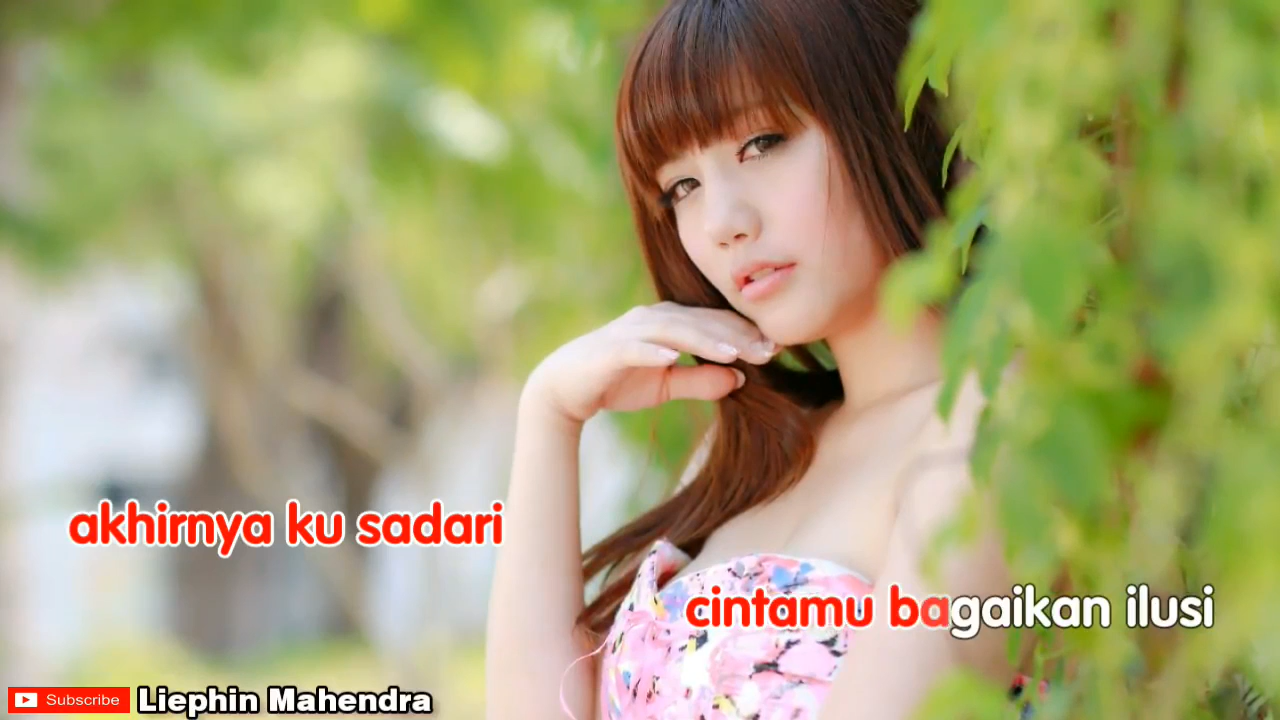 akhirnya ku sadari
cintamu bagaikan ilusi
Subscribe Liephin Mahendra